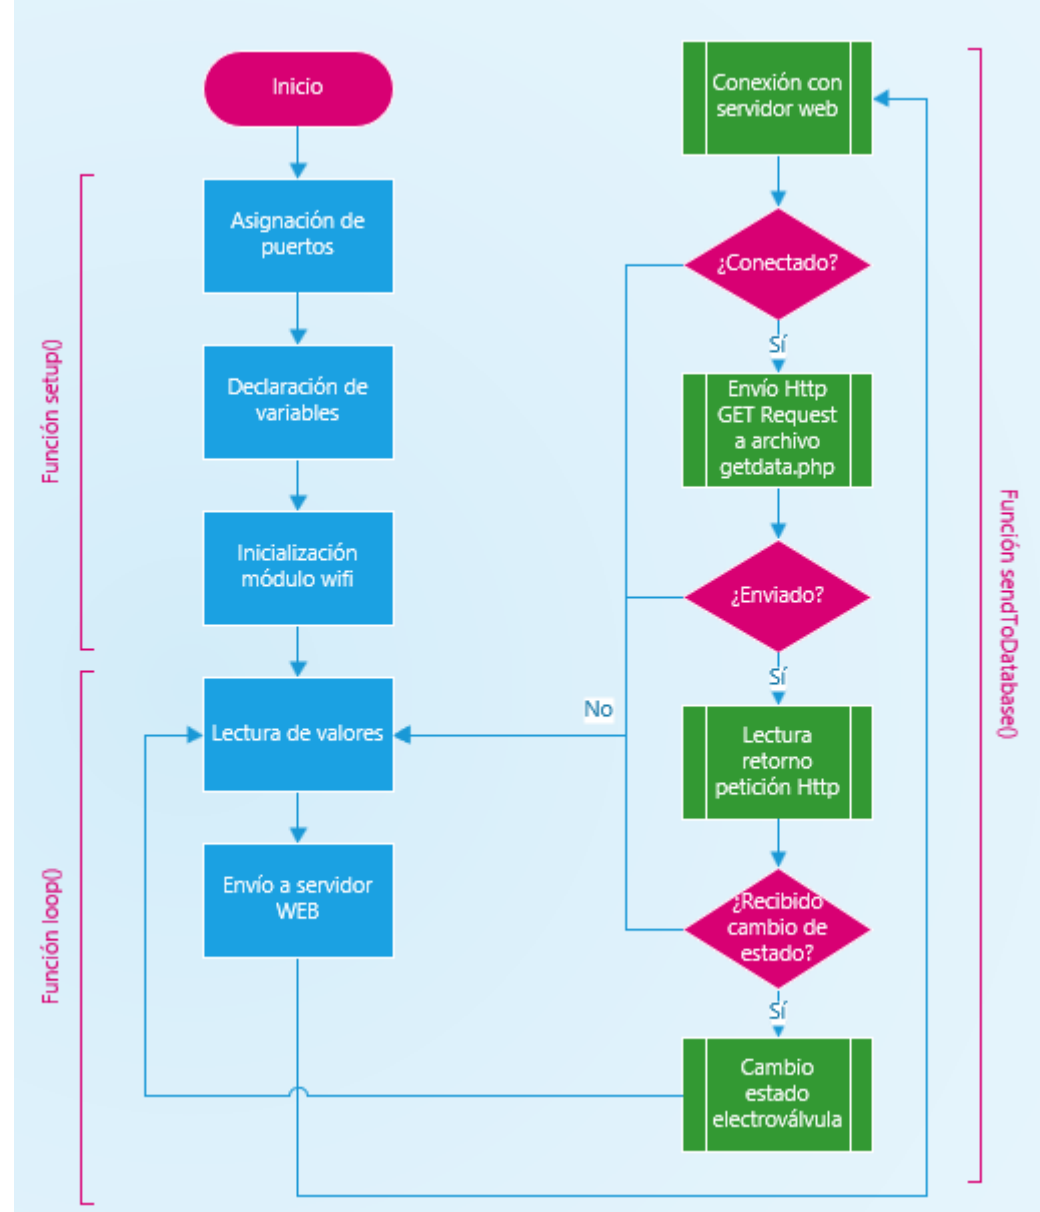 Inicio
Función setup()
Asignación de
puertos
Declaración de
variables
Inicialización
módulo wifi
Función loop()
Lectura de valores
Envío a servidor
WEB
Función sendToDatabase()
Conexión con
servidor web
¿Conectado?
Sí
Envío Http
GET Request
a archivo
getdata.php
¿Enviado?
Sí
No
Lectura
retorno
petición Http
¿Recibido
cambio de
estado?
Sí
Cambio
estado
electroválvula